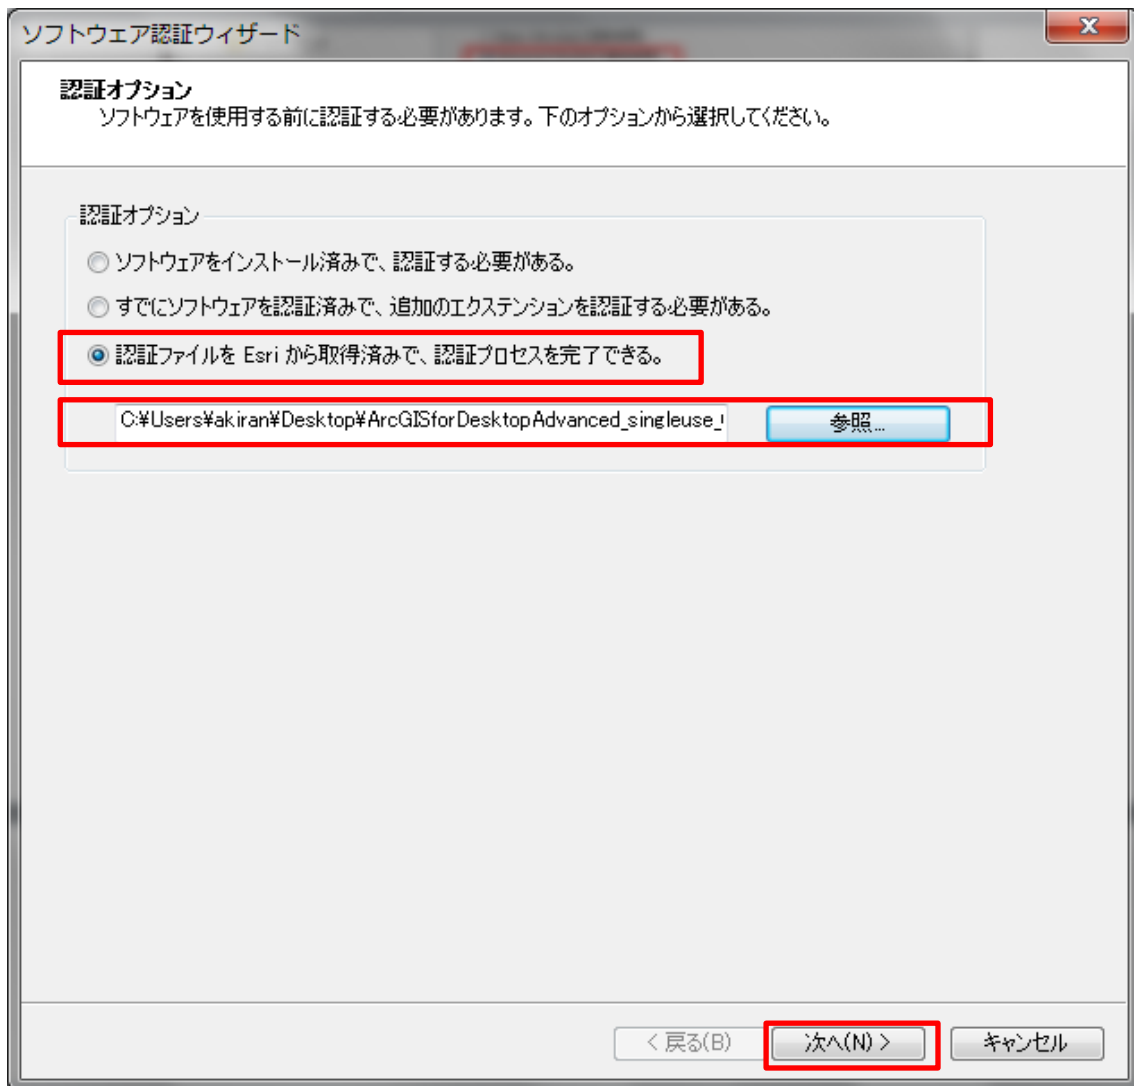 ソフトウェア認証ウィザード
認証オプション
ソフトウェアを使用する前に認証する必要があります。下のオプションから選択してください。
認証オプション
ソフトウェアをインストール済みで、認証する必要がある。
すでにソフトウェアを認証済みで、追加のエクステンションを認証する必要がある。
認証ファイルを Esri から取得済みで、認証プロセスを完了できる。
C:¥Users¥akiran¥Desktop¥ArcGISforDesktopAdvanced_singleuse_ 参照...
< 戻る(B) 次へ(N) > キャンセル